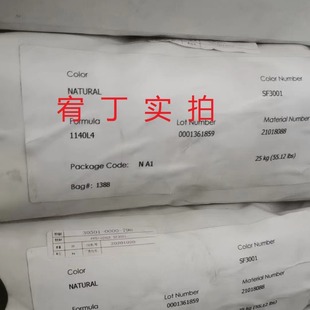 Color
Color Number
NATURAL
SF3001
宥丁实拍
Formula
Lot Number
Material Number
1140L4
0001361859
21018088
Package Code: N A1
25 kg (55.12 lbs)
Bag#: 1388
Color
Color Number
NATURAL
SF3001
Formula
Lot Number
Material Number
0001361859
21018088